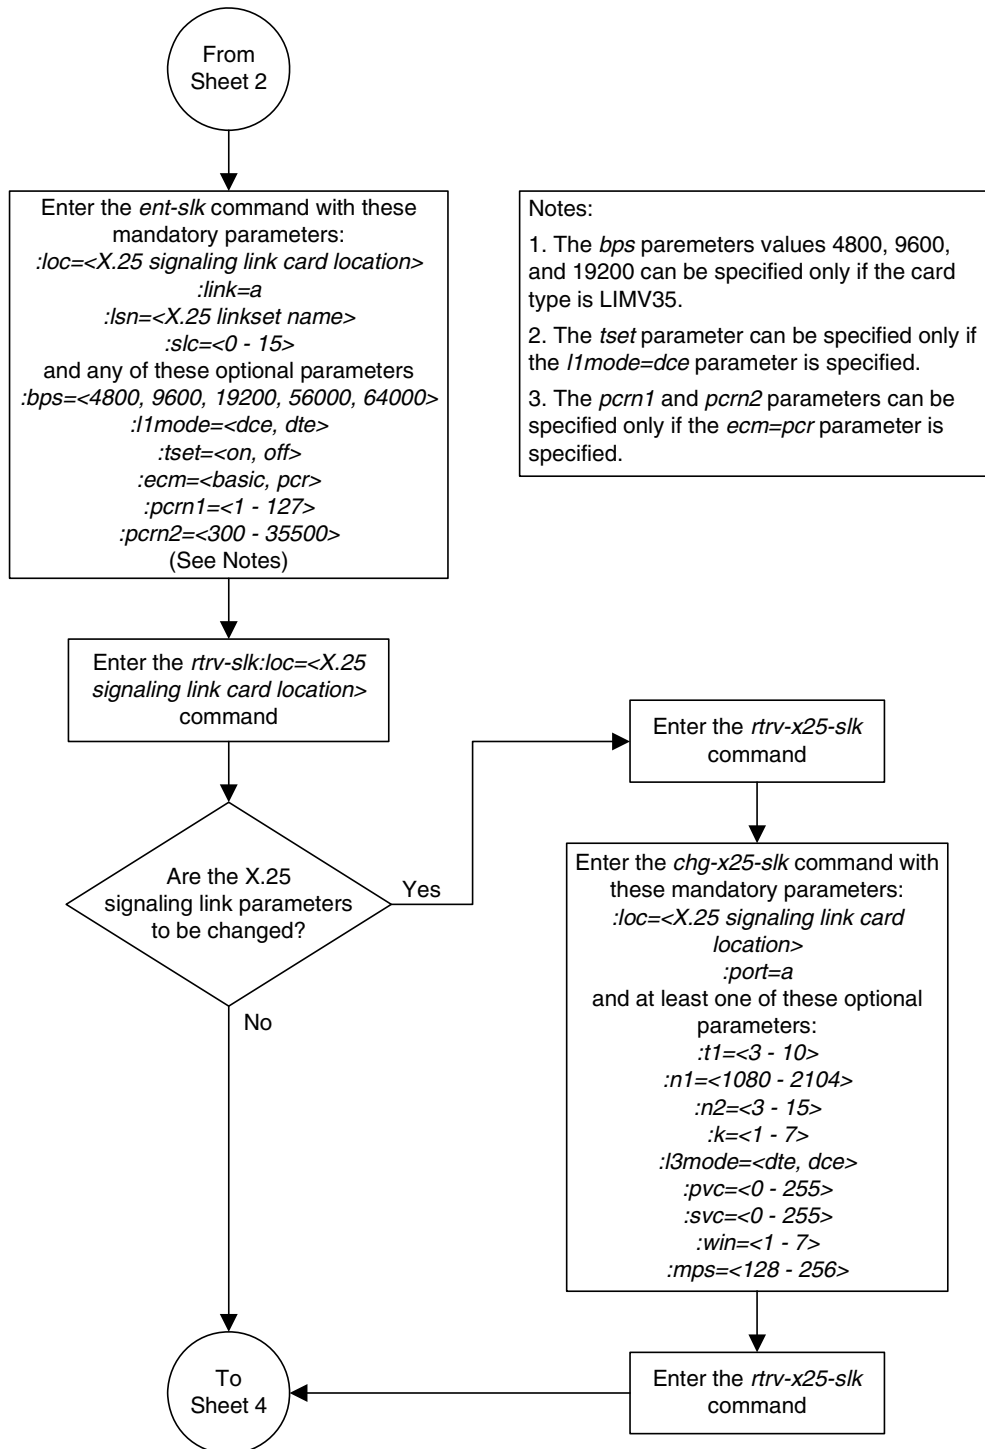 From
Sheet 2
Enter the ent-slk command with these
mandatory parameters:
:loc=<X.25 signaling link card location>
:link=a
:lsn=<X.25 linkset name>
:slc=<0 - 15>
and any of these optional parameters
:bps=<4800, 9600, 19200, 56000, 64000>
:l1mode=<dce, dte>
:tset=<on, off>
:ecm=<basic, pcr>
:pcrn1=<1 - 127>
:pcrn2=<300 - 35500>
(See Notes)
Notes:
1. The bps paremeters values 4800, 9600,
and 19200 can be specified only if the card
type is LIMV35.
2. The tset parameter can be specified only if
the l1mode=dce parameter is specified.
3. The pcrn1 and pcrn2 parameters can be
specified only if the ecm=pcr parameter is
specified.
Enter the rtrv-slk:loc=<X.25
signaling link card location>
command
Are the X.25
signaling link parameters
to be changed?
Yes
No
Enter the rtrv-x25-slk
command
Enter the chg-x25-slk command with
these mandatory parameters:
:loc=<X.25 signaling link card
location>
:port=a
and at least one of these optional
parameters:
:t1=<3 - 10>
:n1=<1080 - 2104>
:n2=<3 - 15>
:k=<1 - 7>
:l3mode=<dte, dce>
:pvc=<0 - 255>
:svc=<0 - 255>
:win=<1 - 7>
:mps=<128 - 256>
Enter the rtrv-x25-slk
command
To
Sheet 4